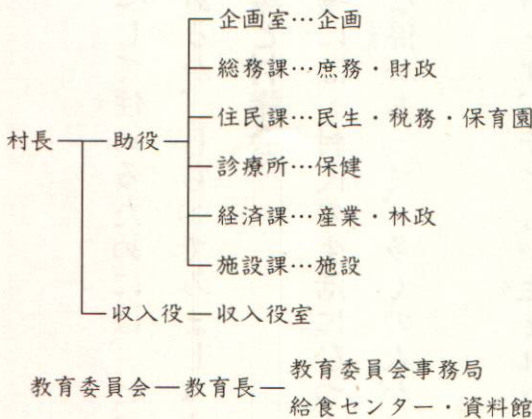 企画室…企画
総務課…庶務・財政
住民課…民生・税務・保育園
村長 助役
診療所…保健
経済課…産業・林政
施設課…施設
収入役 収入役室
教育委員会事務局
教育委員会 教育長
給食センター・資料館